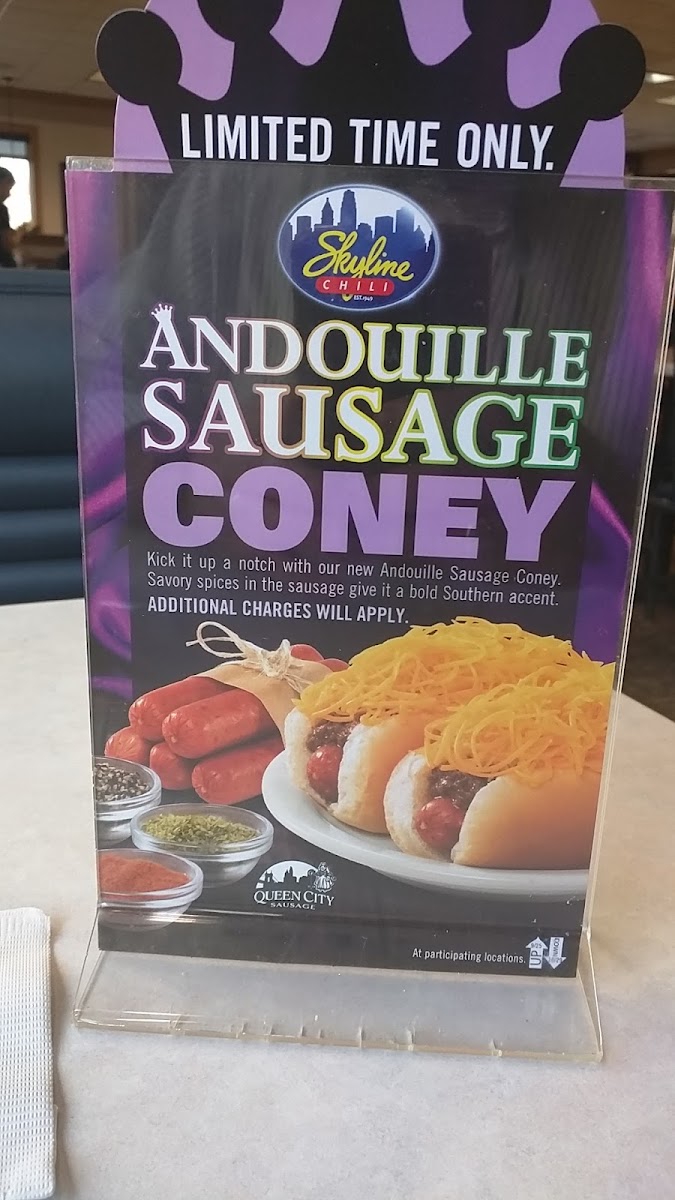 LIMITED TIME ONLY.
Skyline
CHILI
EST. 1949
ANDOUILLE
SAUSAGE
CONEY
Kick it up a notch with our new Andouille Sausage Coney.
Savory spices in the sausage give it a bold Southern accent.
ADDITIONAL CHARGES WILL APPLY.
QUEEN CITY
SAUSAGE
At participating locations.
UP
DOWN